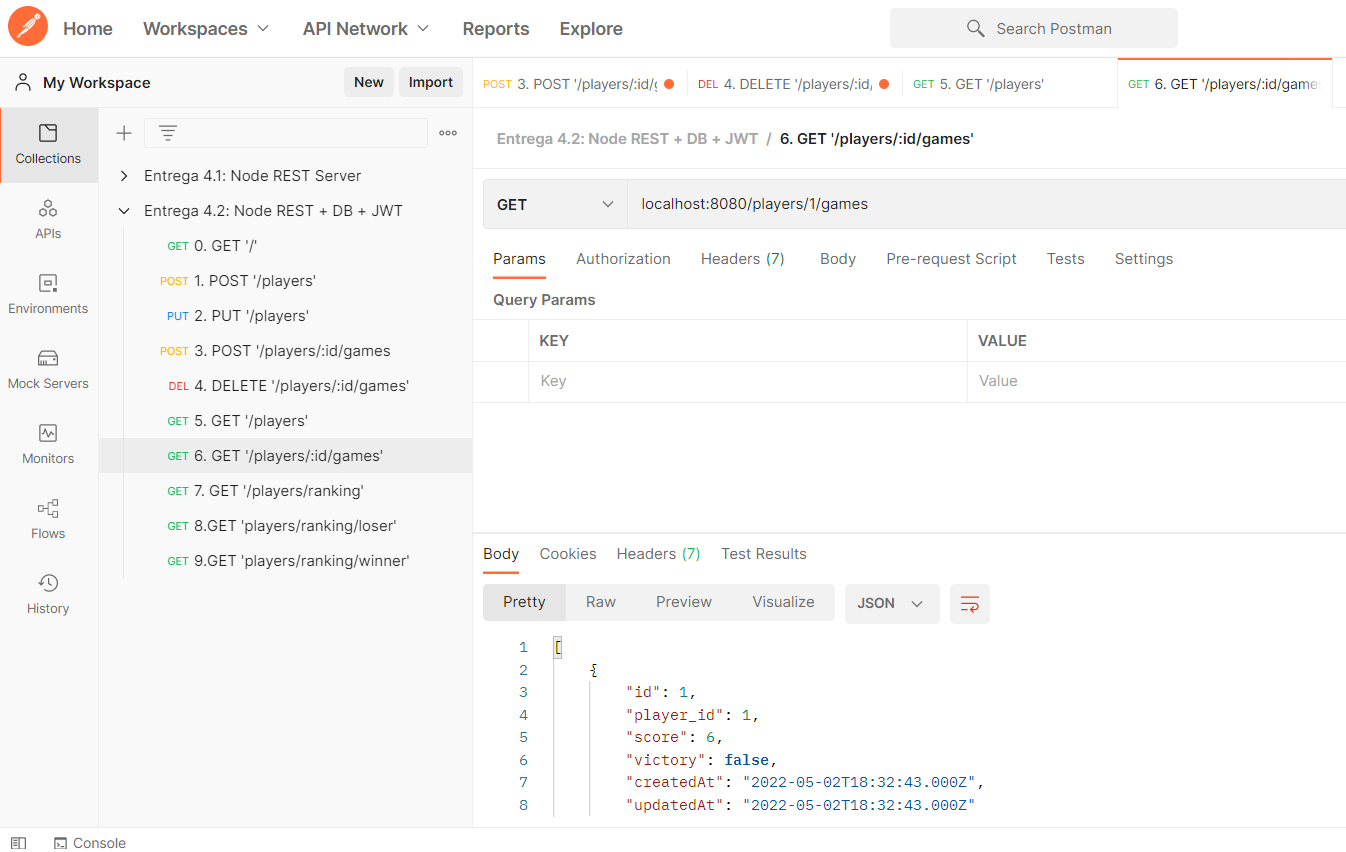 Home Workspaces API Network Reports Explore Search Postman
My Workspace New Import
POST 3. POST '/players/:id/g DEL 4. DELETE '/players/:id/ GET 5. GET '/players' GET 6. GET '/players/:id/game
Collections
APIs
Environments
Mock Servers
Monitors
Flows
History
Entrega 4.1: Node REST Server
Entrega 4.2: Node REST + DB + JWT
GET 0. GET '/'
POST 1. POST '/players'
PUT 2. PUT '/players'
POST 3. POST '/players/:id/games
DEL 4. DELETE '/players/:id/games'
GET 5. GET '/players'
GET 6. GET '/players/:id/games'
GET 7. GET '/players/ranking'
GET 8.GET 'players/ranking/loser'
GET 9.GET 'players/ranking/winner'
Entrega 4.2: Node REST + DB + JWT / 6. GET '/players/:id/games'
GET localhost:8080/players/1/games
Params Authorization Headers (7) Body Pre-request Script Tests Settings
Query Params
KEY VALUE
Key Value
Body Cookies Headers (7) Test Results
Pretty Raw Preview Visualize JSON
1 [
2 {
3 "id": 1,
4 "player_id": 1,
5 "score": 6,
6 "victory": false,
7 "createdAt": "2022-05-02T18:32:43.000Z",
8 "updatedAt": "2022-05-02T18:32:43.000Z"
Console